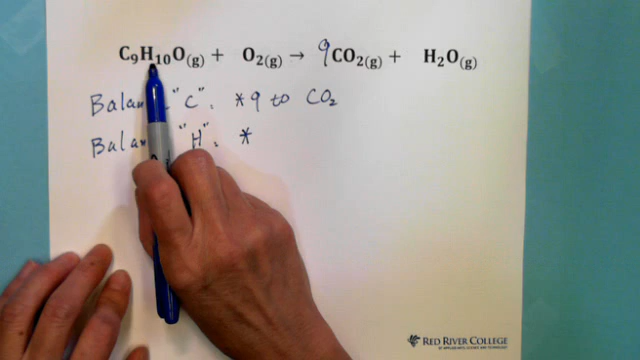 C₉H₁₀O(g) + O₂(g) → 9CO₂(g) + H₂O(g)
"C": *9 to CO₂
"H": *
RED RIVER COLLEGE